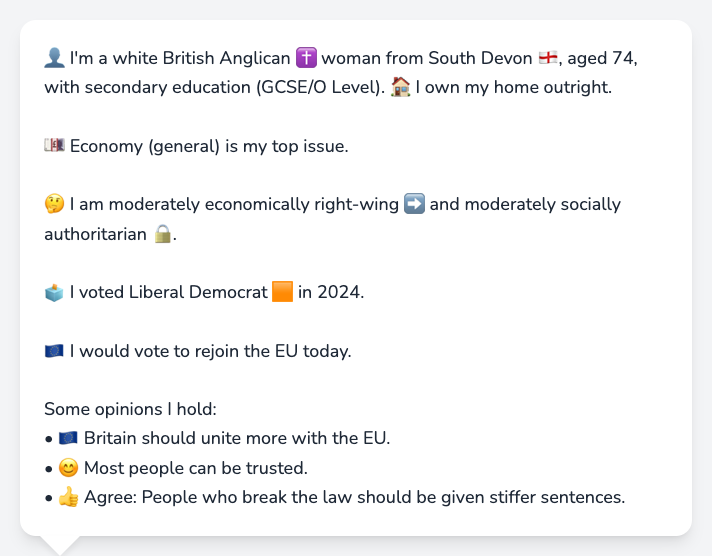 👤 I'm a white British Anglican ✝️ woman from South Devon 🏴󠁧󠁢󠁥󠁮󠁧󠁿, aged 74,
with secondary education (GCSE/O Level). 🏠 I own my home outright.
💷 Economy (general) is my top issue.
🤔 I am moderately economically right-wing ➡️ and moderately socially
authoritarian 🔒.
🗳️ I voted Liberal Democrat 🟧 in 2024.
🇪🇺 I would vote to rejoin the EU today.
Some opinions I hold:
• 🇪🇺 Britain should unite more with the EU.
• 😊 Most people can be trusted.
• 👍 Agree: People who break the law should be given stiffer sentences.